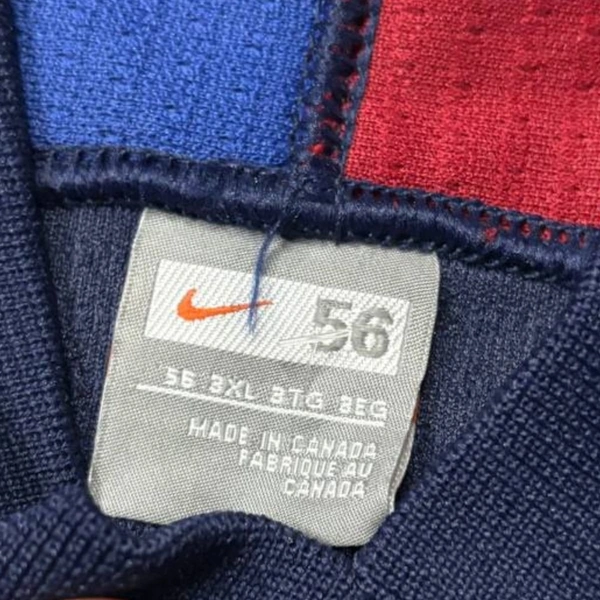 56
56 3XL 3TG 3EG
MADE IN CANADA
FABRIQUE AU
CANADA